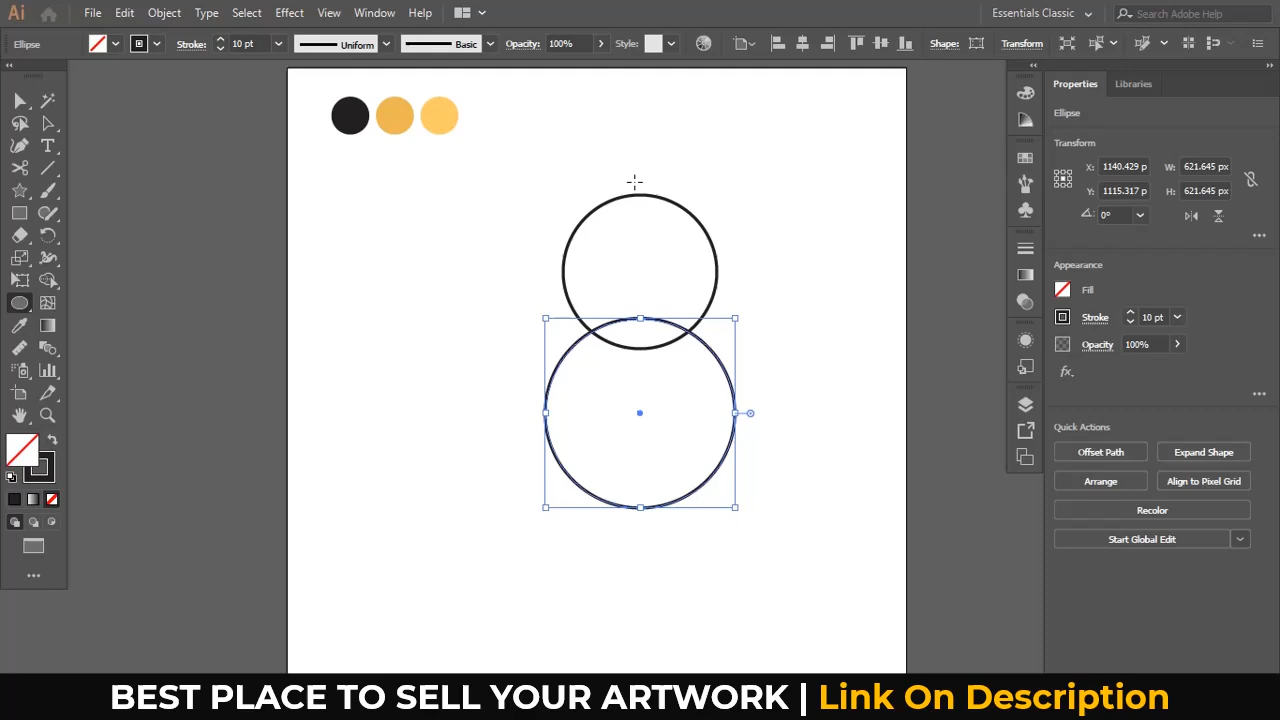 Ai File Edit Object Type Select Effect View Window Help Essentials Classic Search Adobe Help
Ellipse Stroke: 10 pt Uniform Basic Opacity: 100% Style: Shape: Transform
Properties Libraries
Ellipse
Transform
X: 1140.429 p W: 621.645 px
Y: 1115.317 p H: 621.645 px
0°
Appearance
Fill
Stroke 10 pt
Opacity 100%
fx
Quick Actions
Offset Path Expand Shape
Arrange Align to Pixel Grid
Recolor
Start Global Edit
BEST PLACE TO SELL YOUR ARTWORK | Link On Description